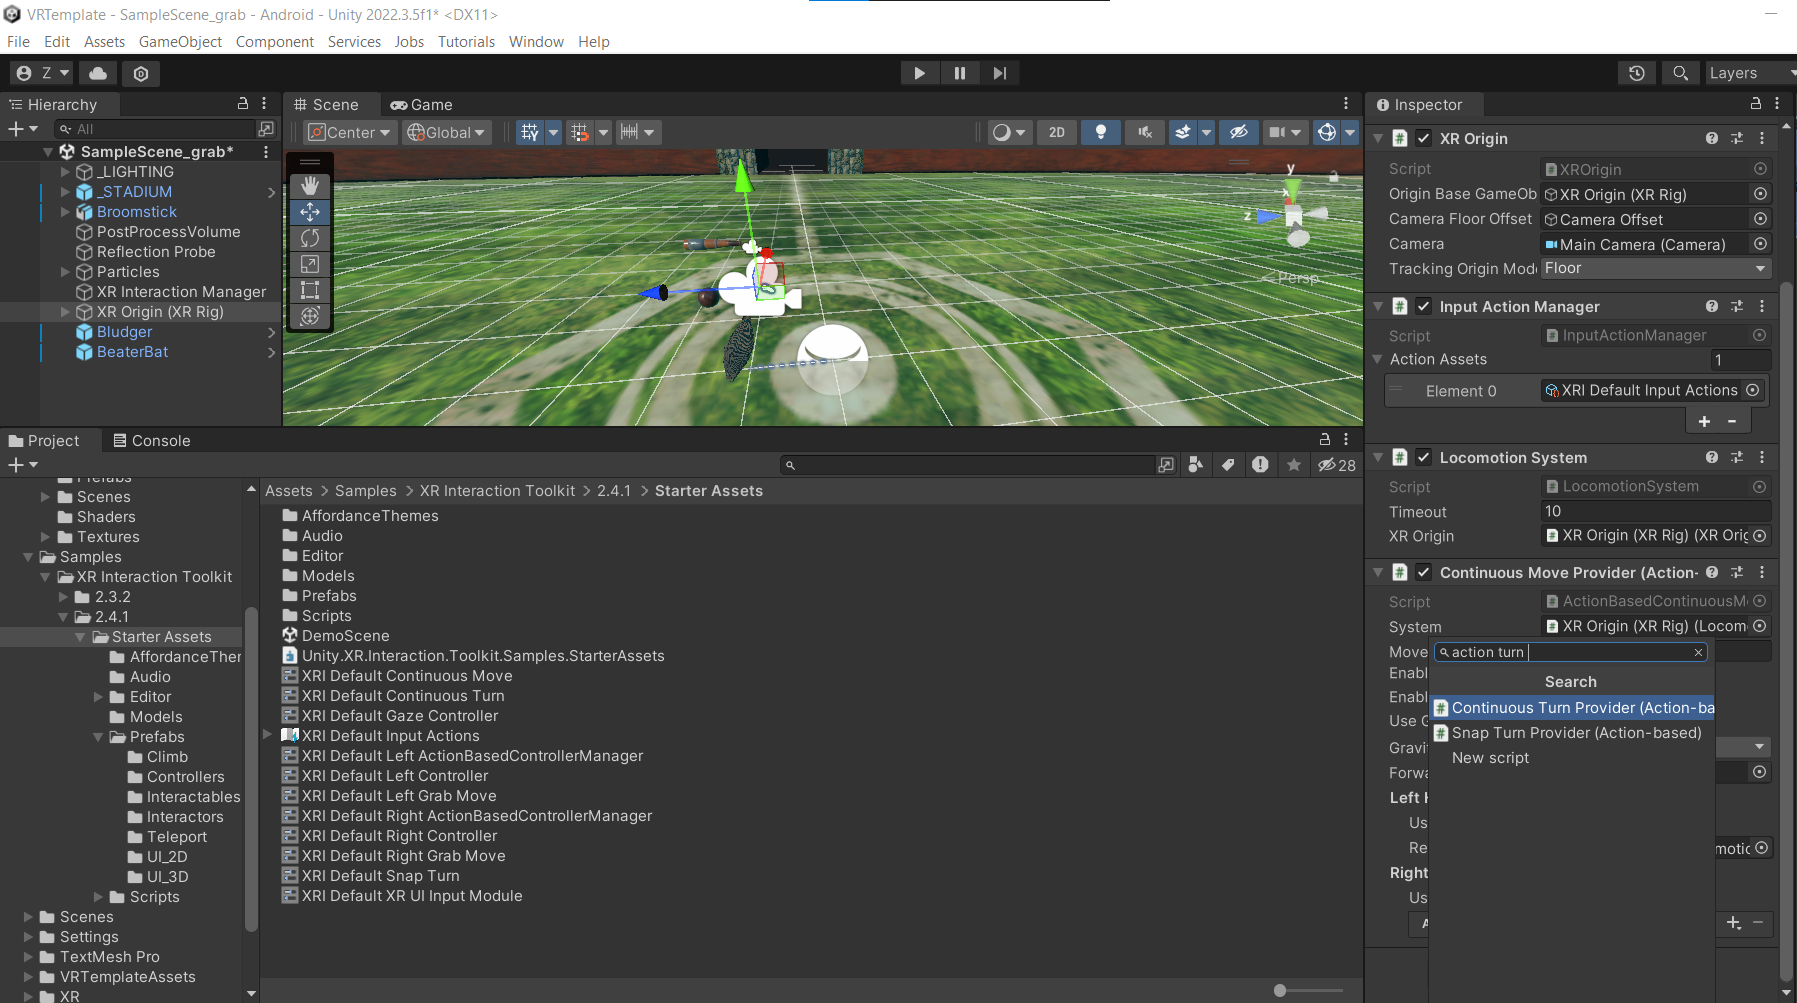 VRTemplate - SampleScene_grab - Android - Unity 2022.3.5f1* <DX11>
File Edit Assets GameObject Component Services Jobs Tutorials Window Help
Z
Layers
Hierarchy
All
SampleScene_grab*
_LIGHTING
_STADIUM
Broomstick
PostProcessVolume
Reflection Probe
Particles
XR Interaction Manager
XR Origin (XR Rig)
Bludger
BeaterBat
Scene Game
Center Global 2D
y
x
z
Persp
Project Console
28
Prefabs
Scenes
Shaders
Textures
Samples
XR Interaction Toolkit
2.3.2
2.4.1
Starter Assets
AffordanceTher
Audio
Editor
Models
Prefabs
Climb
Controllers
Interactables
Interactors
Teleport
UI_2D
UI_3D
Scripts
Scenes
Settings
TextMesh Pro
VRTemplateAssets
XR
Assets > Samples > XR Interaction Toolkit > 2.4.1 > Starter Assets
AffordanceThemes
Audio
Editor
Models
Prefabs
Scripts
DemoScene
Unity.XR.Interaction.Toolkit.Samples.StarterAssets
XRI Default Continuous Move
XRI Default Continuous Turn
XRI Default Gaze Controller
XRI Default Input Actions
XRI Default Left ActionBasedControllerManager
XRI Default Left Controller
XRI Default Left Grab Move
XRI Default Right ActionBasedControllerManager
XRI Default Right Controller
XRI Default Right Grab Move
XRI Default Snap Turn
XRI Default XR UI Input Module
Inspector
XR Origin
Script XROrigin
Origin Base GameOb XR Origin (XR Rig)
Camera Floor Offset Camera Offset
Camera Main Camera (Camera)
Tracking Origin Mod Floor
Input Action Manager
Script InputActionManager
Action Assets 1
Element 0 XRI Default Input Actions
+ -
Locomotion System
Script LocomotionSystem
Timeout 10
XR Origin XR Origin (XR Rig) (XR Orig
Continuous Move Provider (Action-
Script ActionBasedContinuousM
System XR Origin (XR Rig) (Locom
Move
Enabl
Enabl
Use G
Gravit
Forwa
Left H
Us
Re motic
Right
Us
action turn
Search
Continuous Turn Provider (Action-ba
Snap Turn Provider (Action-based)
New script